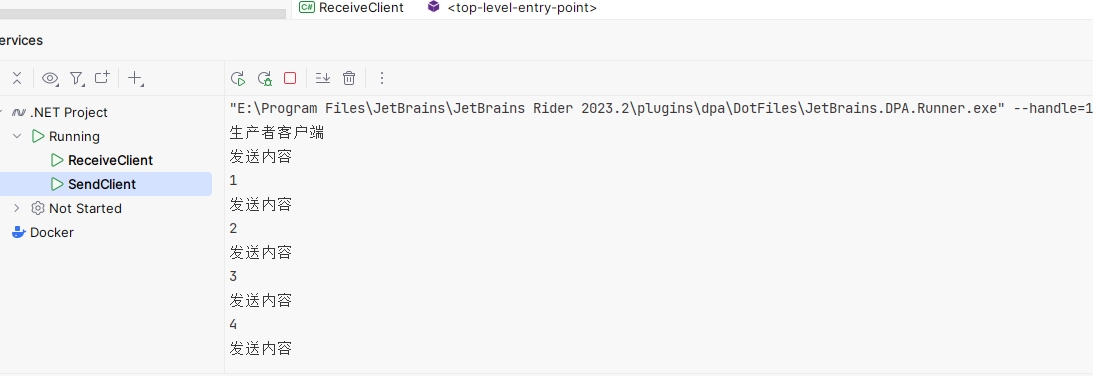 ReceiveClient <top-level-entry-point>
ervices
.NET Project
Running
ReceiveClient
SendClient
Not Started
Docker
"E:\Program Files\JetBrains\JetBrains Rider 2023.2\plugins\dpa\DotFiles\JetBrains.DPA.Runner.exe" --handle=1
生产者客户端
发送内容
1
发送内容
2
发送内容
3
发送内容
4
发送内容